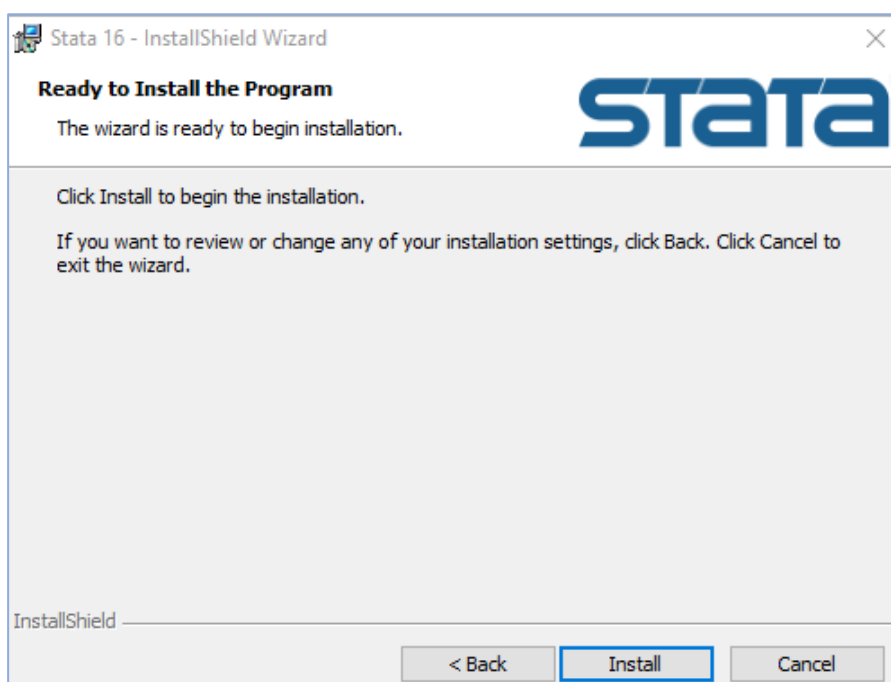 Stata 16 - InstallShield Wizard
Ready to Install the Program
The wizard is ready to begin installation.
STATA
Click Install to begin the installation.
If you want to review or change any of your installation settings, click Back. Click Cancel to
exit the wizard.
InstallShield
< Back
Install
Cancel